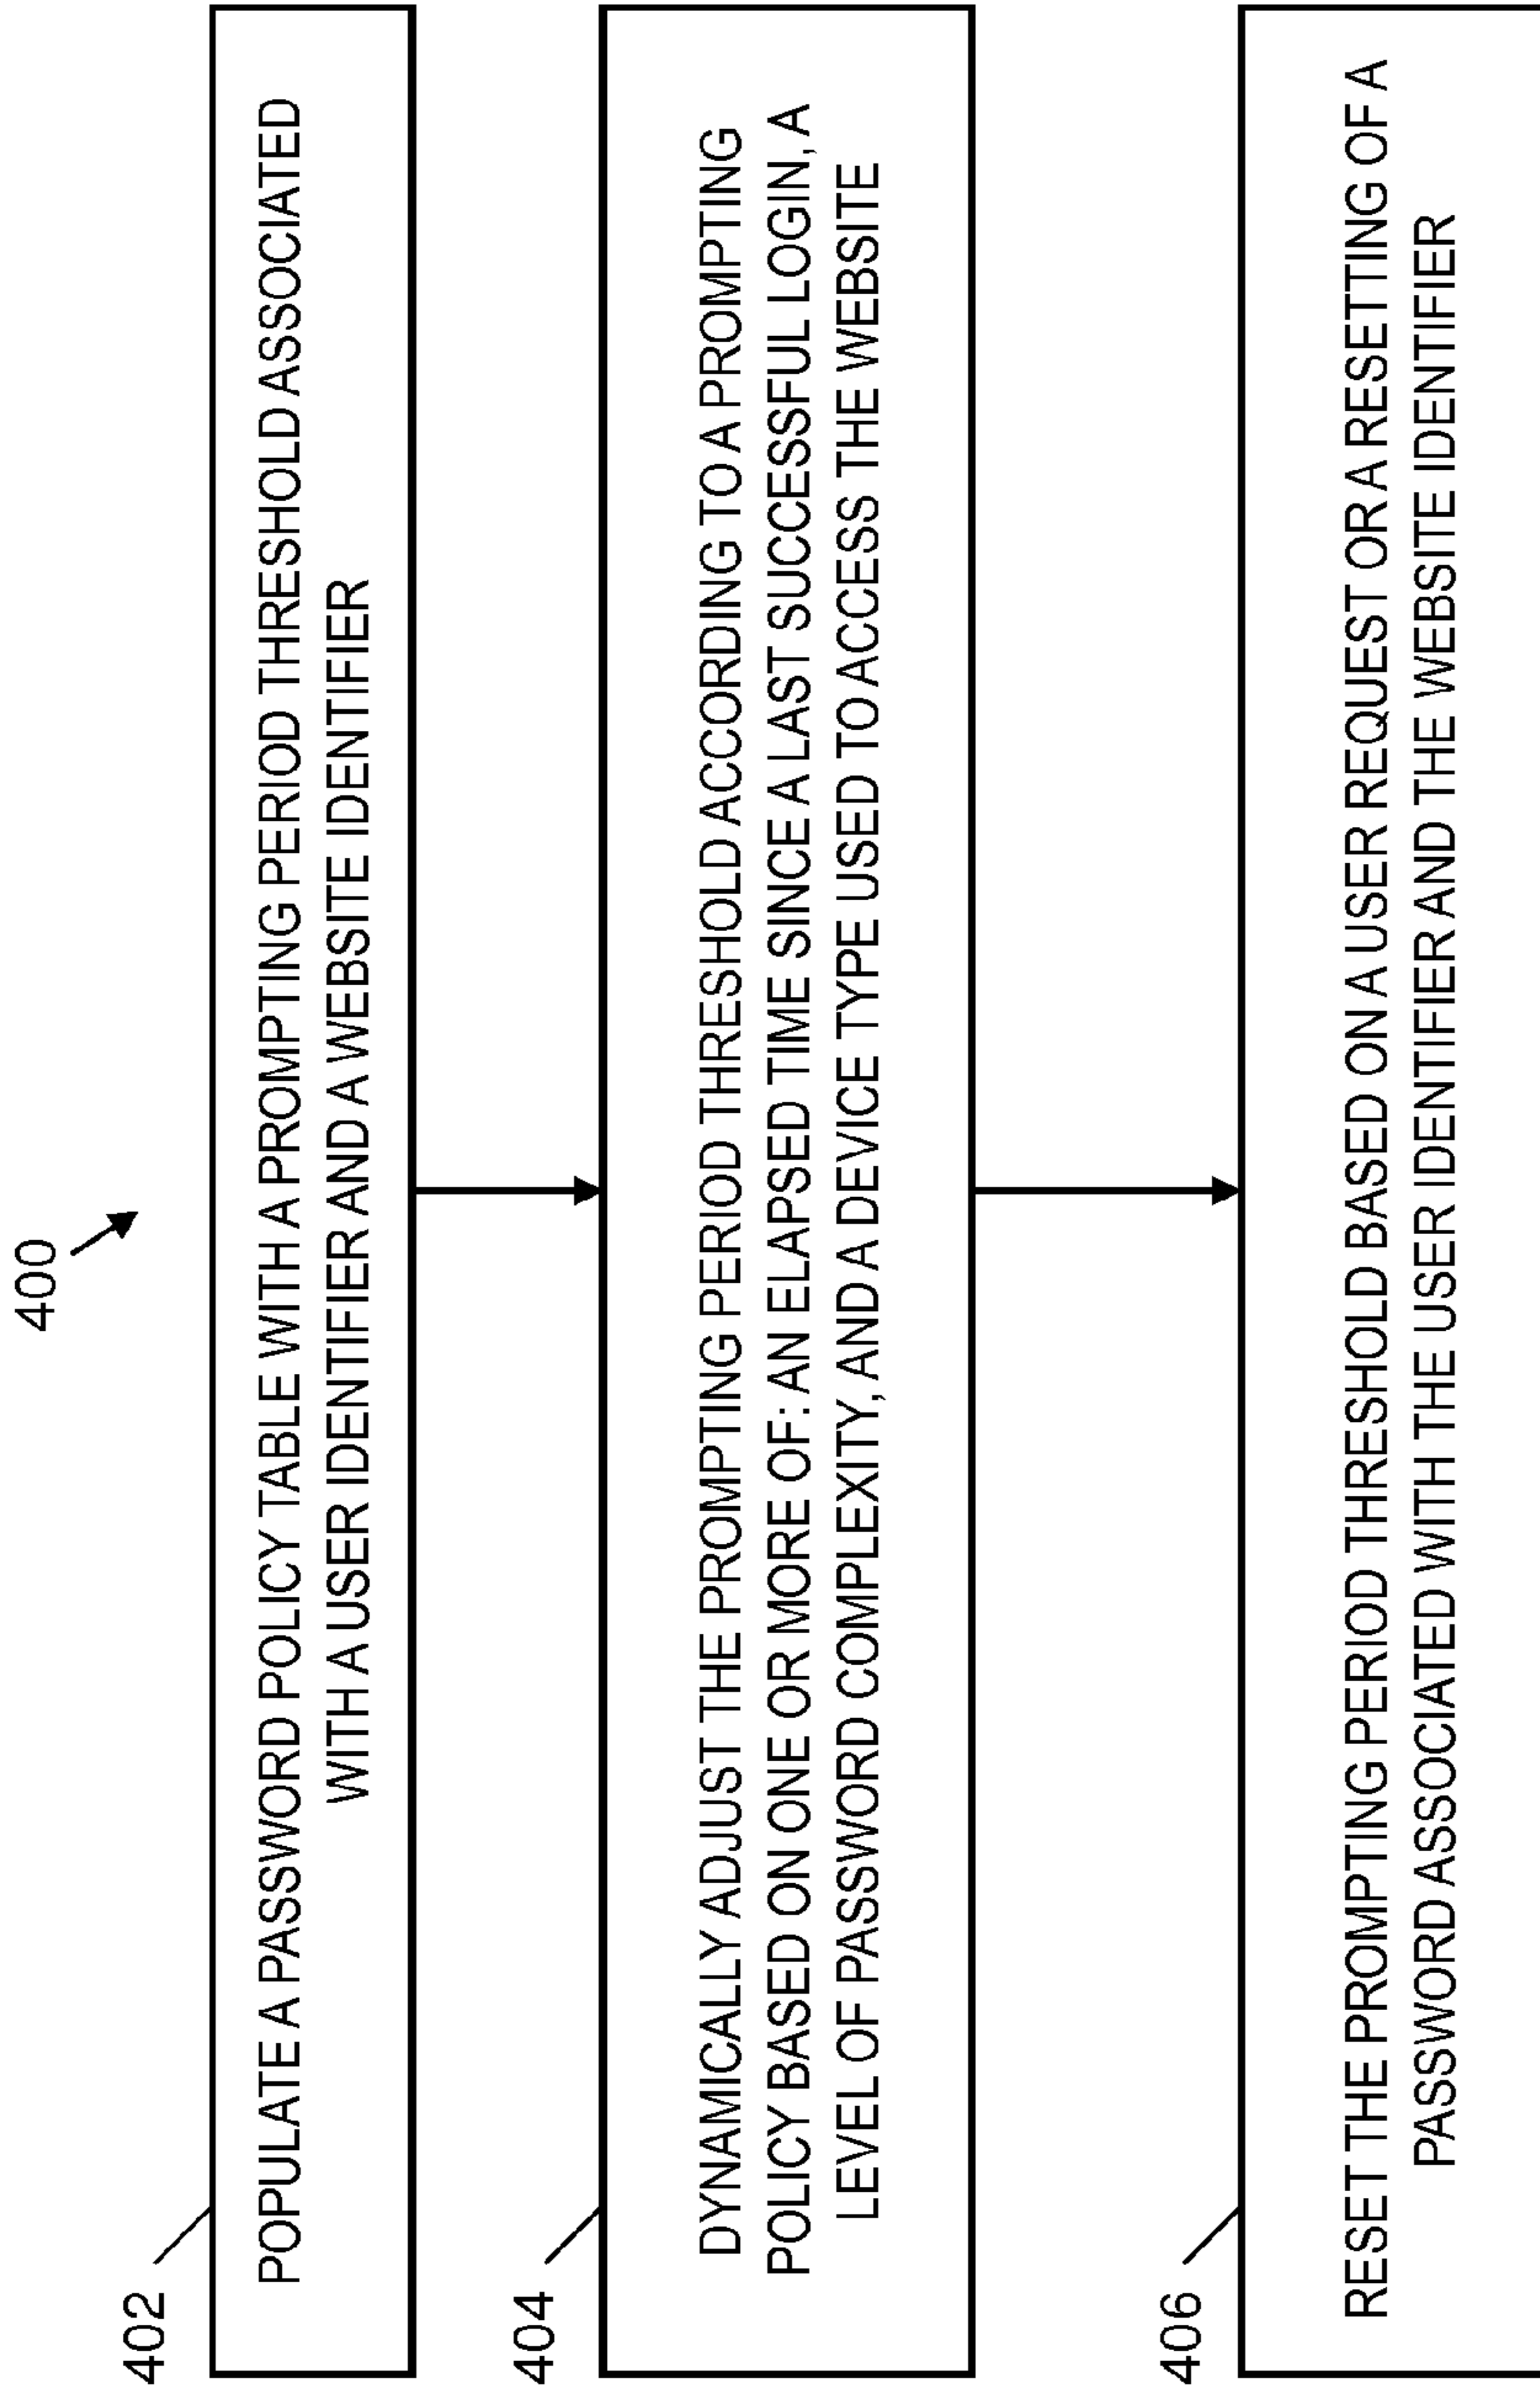 400
402
POPULATE A PASSWORD POLICY TABLE WITH A PROMPTING PERIOD THRESHOLD ASSOCIATED
WITH A USER IDENTIFIER AND A WEBSITE IDENTIFIER
404
DYNAMICALLY ADJUST THE PROMPTING PERIOD THRESHOLD ACCORDING TO A PROMPTING
POLICY BASED ON ONE OR MORE OF: AN ELAPSED TIME SINCE A LAST SUCCESSFUL LOGIN, A
LEVEL OF PASSWORD COMPLEXITY, AND A DEVICE TYPE USED TO ACCESS THE WEBSITE
406
RESET THE PROMPTING PERIOD THRESHOLD BASED ON A USER REQUEST OR A RESETTING OF A
PASSWORD ASSOCIATED WITH THE USER IDENTIFIER AND THE WEBSITE IDENTIFIER